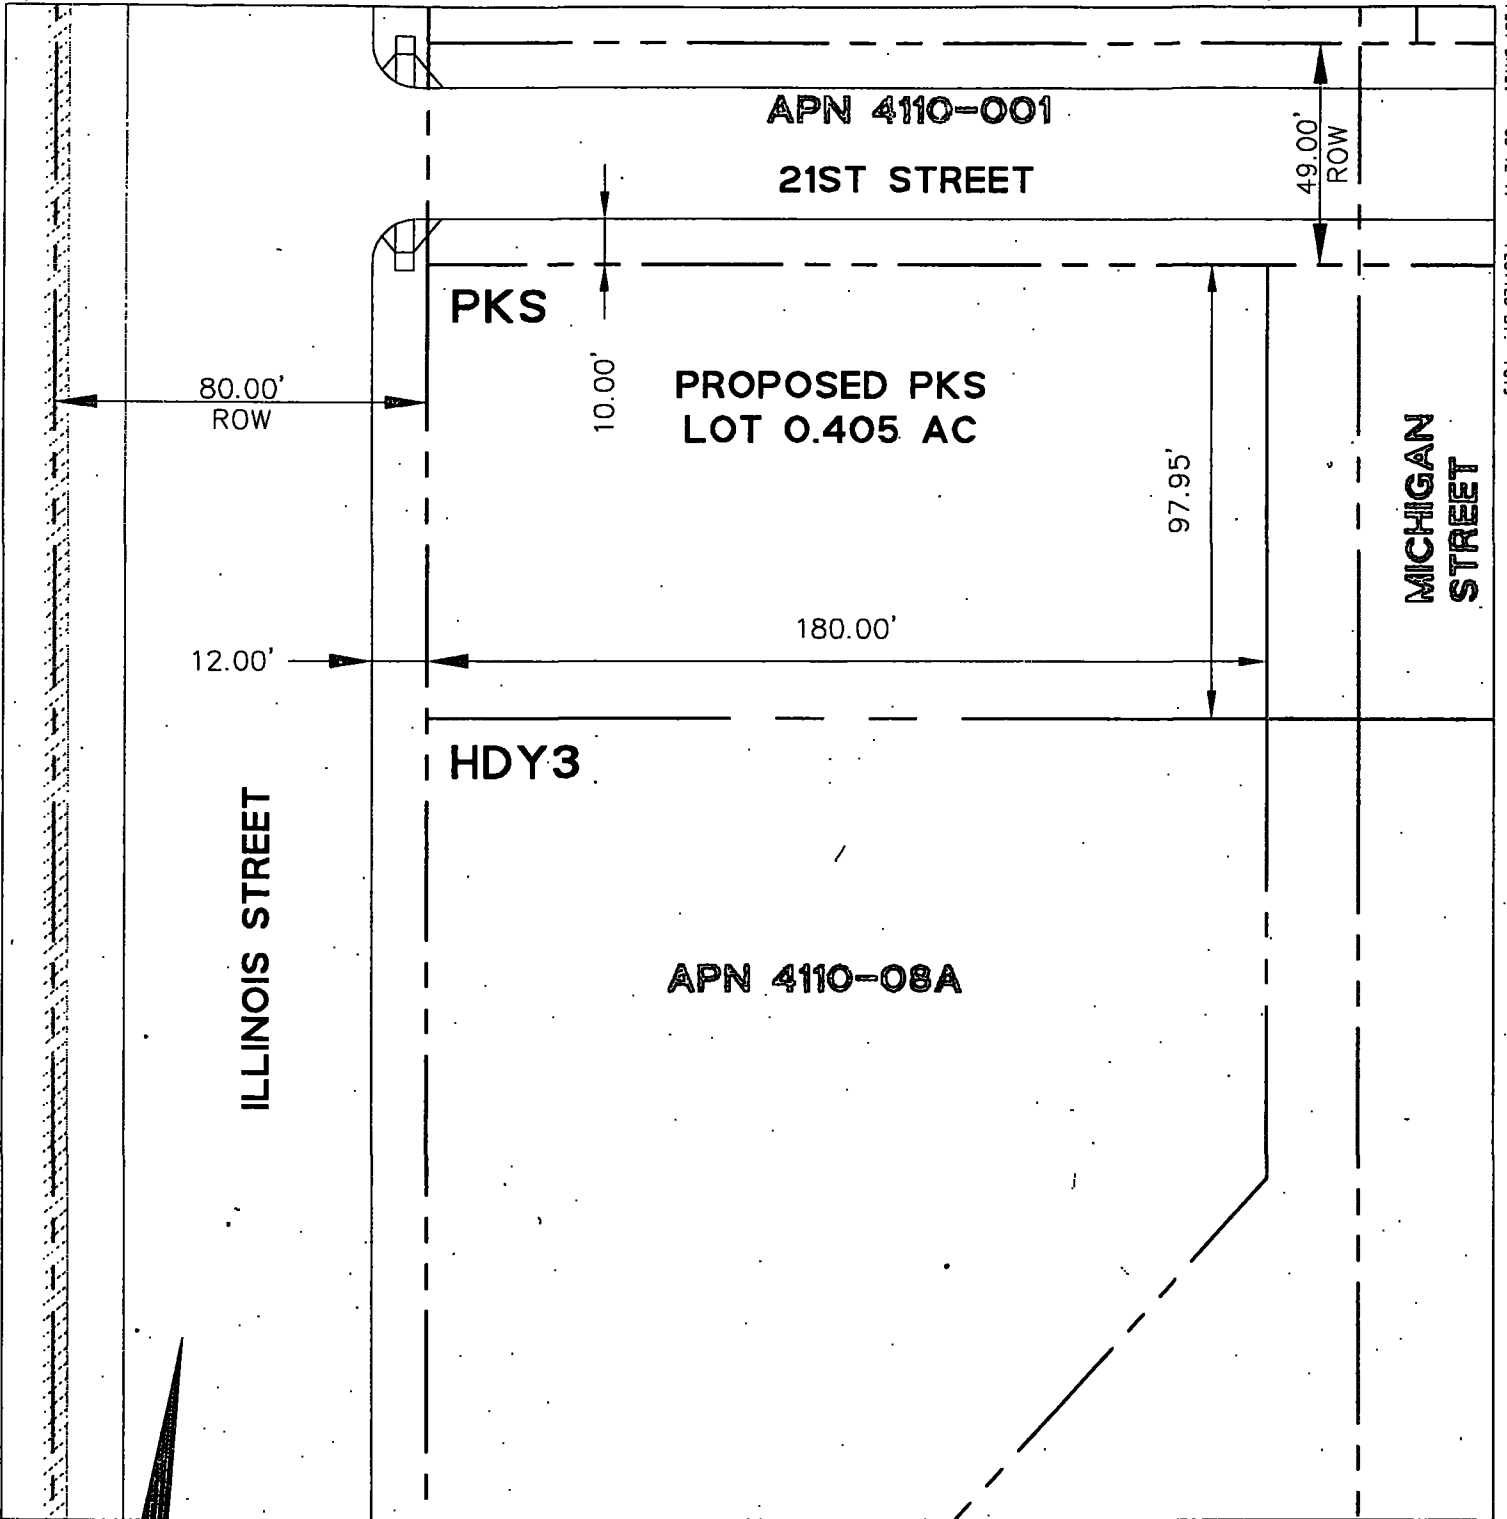 APN 4110-001
21ST STREET
49.00'
ROW
PKS
10.00'
PROPOSED PKS
LOT 0.405 AC
80.00'
ROW
97.95'
MICHIGAN
STREET
180.00'
12.00'
HDY3
ILLINOIS STREET
APN 4110-08A